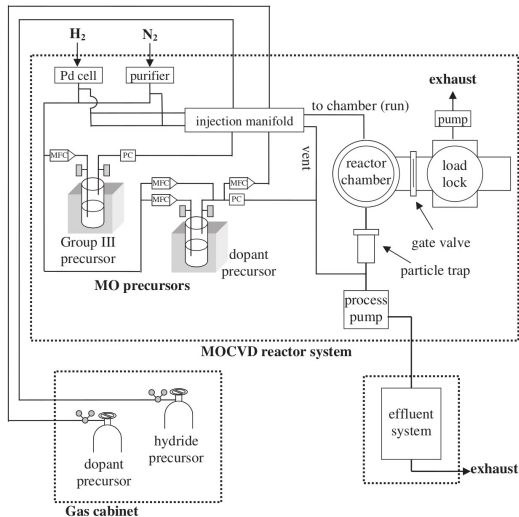 H2
N2
Pd cell
purifier
exhaust
pump
injection manifold
to chamber (run)
vent
reactor
chamber
load
lock
MFC
PC
MFC
MFC
MFC
PC
Group III
precursor
dopant
precursor
MO precursors
gate valve
particle trap
process
pump
MOCVD reactor system
effluent
system
exhaust
hydride
precursor
dopant
precursor
Gas cabinet